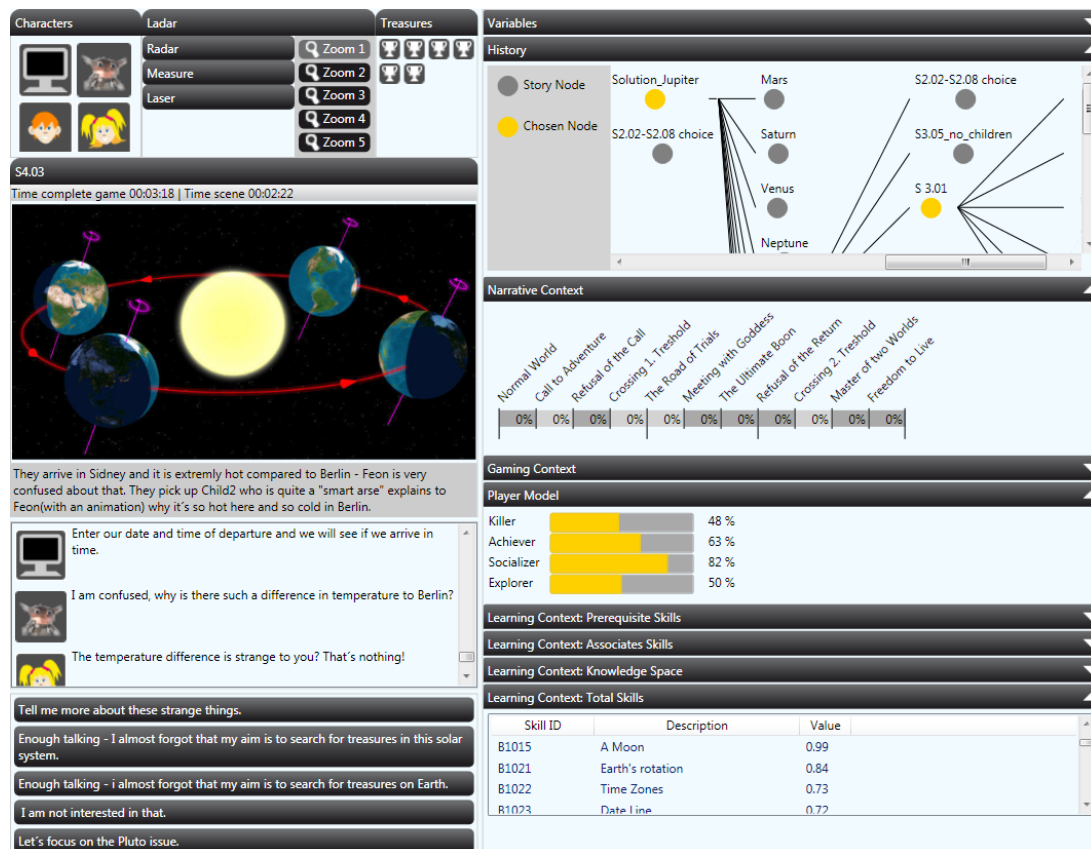 Characters
Ladar
Treasures
Radar
Measure
Laser
Zoom 1
Zoom 2
Zoom 3
Zoom 4
Zoom 5
S4.03
Time complete game 00:03:18 | Time scene 00:02:22
They arrive in Sidney and it is extremly hot compared to Berlin - Feon is very
confused about that. They pick up Child2 who is quite a "smart arse" explains to
Feon(with an animation) why it´s so hot here and so cold in Berlin.
Enter our date and time of departure and we will see if we arrive in
time.
I am confused, why is there such a difference in temperature to Berlin?
The temperature difference is strange to you? That´s nothing!
Tell me more about these strange things.
Enough talking - I almost forgot that my aim is to search for treasures in this solar
system.
Enough talking - i almost forgot that my aim is to search for treasures on Earth.
I am not interested in that.
Let´s focus on the Pluto issue.
Variables
History
Story Node
Chosen Node
Solution_Jupiter
Mars
S2.02-S2.08 choice
S2.02-S2.08 choice
Saturn
S3.05_no_children
Venus
S 3.01
Neptune
Narrative Context
Normal World
Call to Adventure
Refusal of the Call
Crossing 1. Treshold
The Road of Trials
Meeting with Goddess
The Ultimate Boon
Refusal of the Return
Crossing 2. Treshold
Master of two Worlds
Freedom to Live
0% 0% 0% 0% 0% 0% 0% 0% 0% 0% 0%
Gaming Context
Player Model
Killer 48 %
Achiever 63 %
Socializer 82 %
Explorer 50 %
Learning Context: Prerequisite Skills
Learning Context: Associates Skills
Learning Context: Knowledge Space
Learning Context: Total Skills
Skill ID Description Value
B1015 A Moon 0.99
B1021 Earth's rotation 0.84
B1022 Time Zones 0.73
B1023 Date Line 0.72